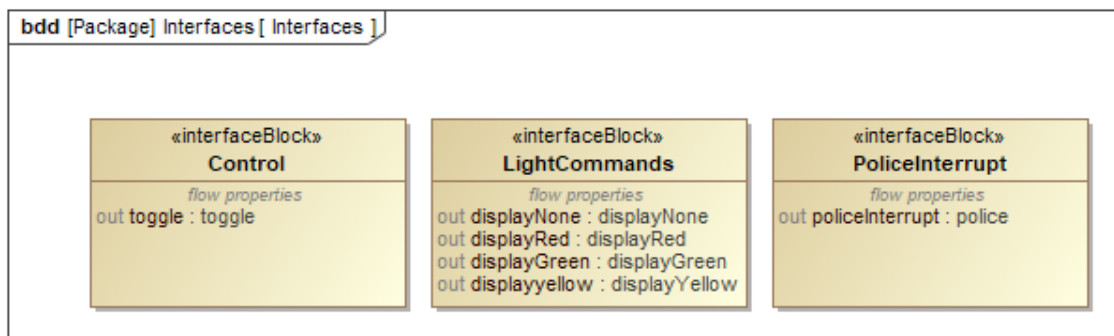 bdd [Package] Interfaces [ Interfaces ]
«interfaceBlock»
Control
flow properties
out toggle : toggle
«interfaceBlock»
LightCommands
flow properties
out displayNone : displayNone
out displayRed : displayRed
out displayGreen : displayGreen
out displayyellow : displayYellow
«interfaceBlock»
PoliceInterrupt
flow properties
out policeInterrupt : police